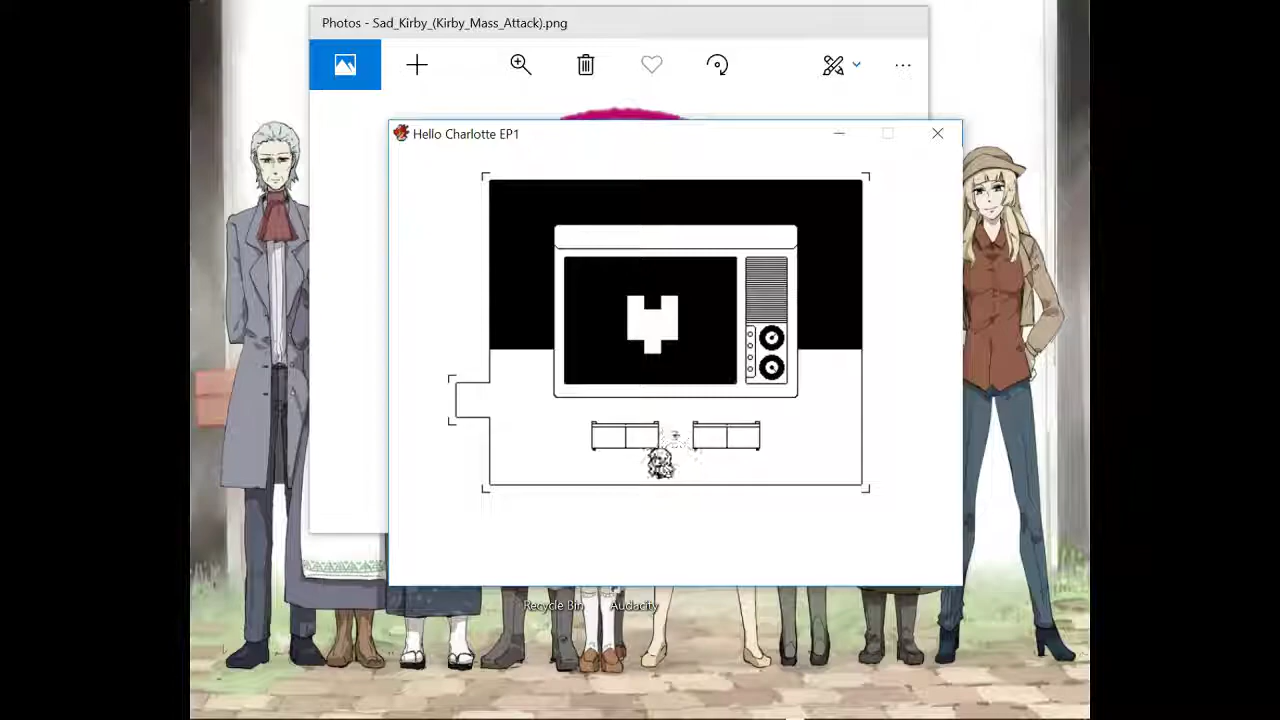 Photos - Sad_Kirby_(Kirby_Mass_Attack).png
Hello Charlotte EP1
Recycle Bin
Audacity